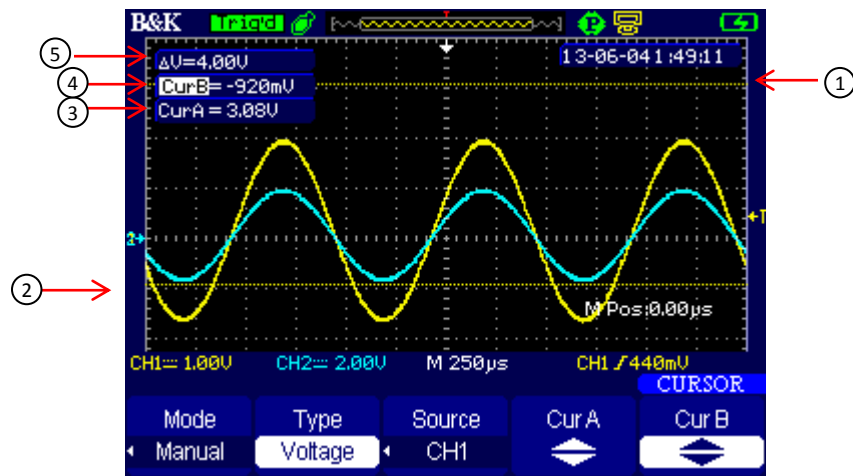 B&K Trig'd P
5 ΔV=4.00V 13-06-04 1:49:11
4 CurB= -920mV 1
3 CurA = 3.08V
T
2
2 M Pos:0.00μs
CH1 1.00V CH2 2.00V M 250μs CH1 440mV
CURSOR
Mode Type Source Cur A Cur B
Manual Voltage CH1